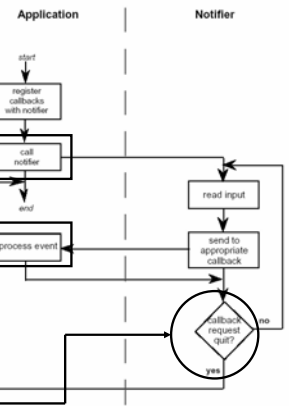 Application
Notifier
start
register
callbacks
with notifier
call
notifier
end
read input
process event
send to
appropriate
callback
callback
request
quit?
no
yes